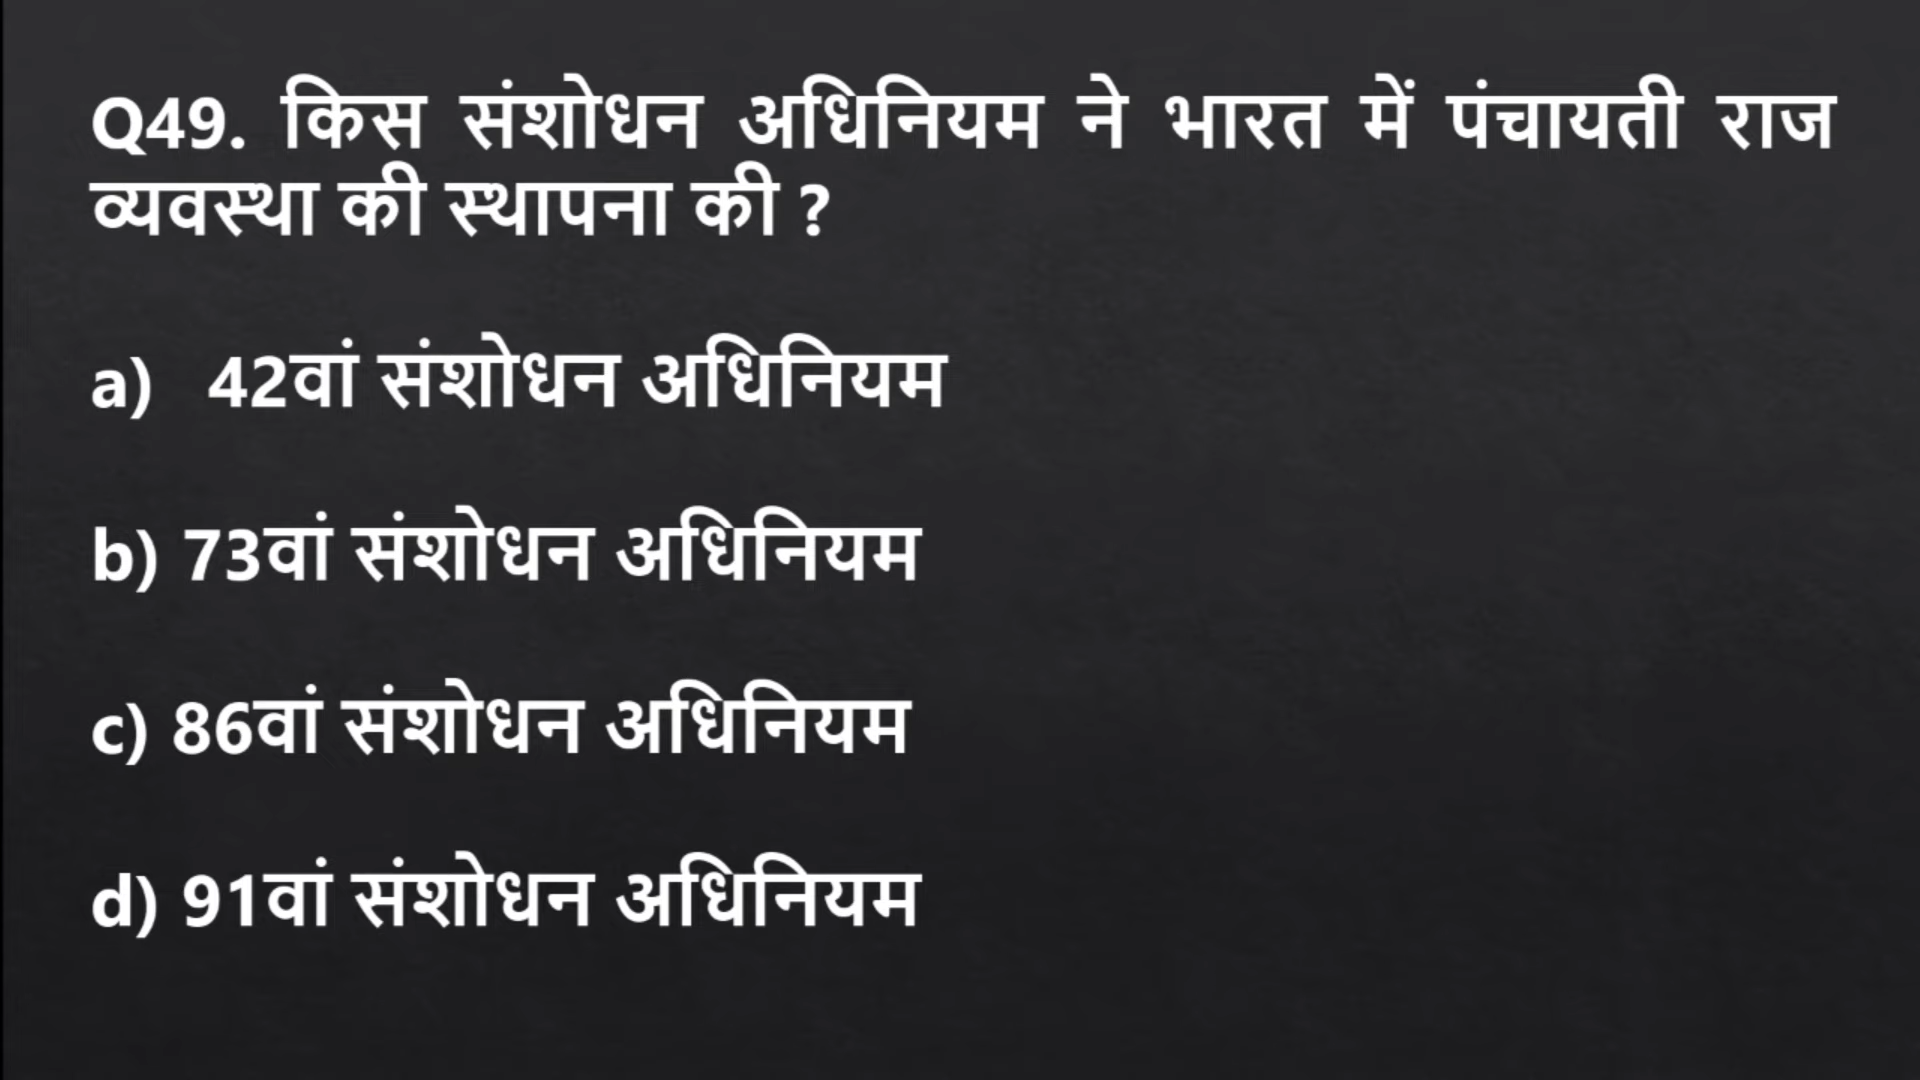 Q49. किस संशोधन अधिनियम ने भारत में पंचायती राज
व्यवस्था की स्थापना की ?
a) 42वां संशोधन अधिनियम
b) 73वां संशोधन अधिनियम
c) 86वां संशोधन अधिनियम
d) 91वां संशोधन अधिनियम